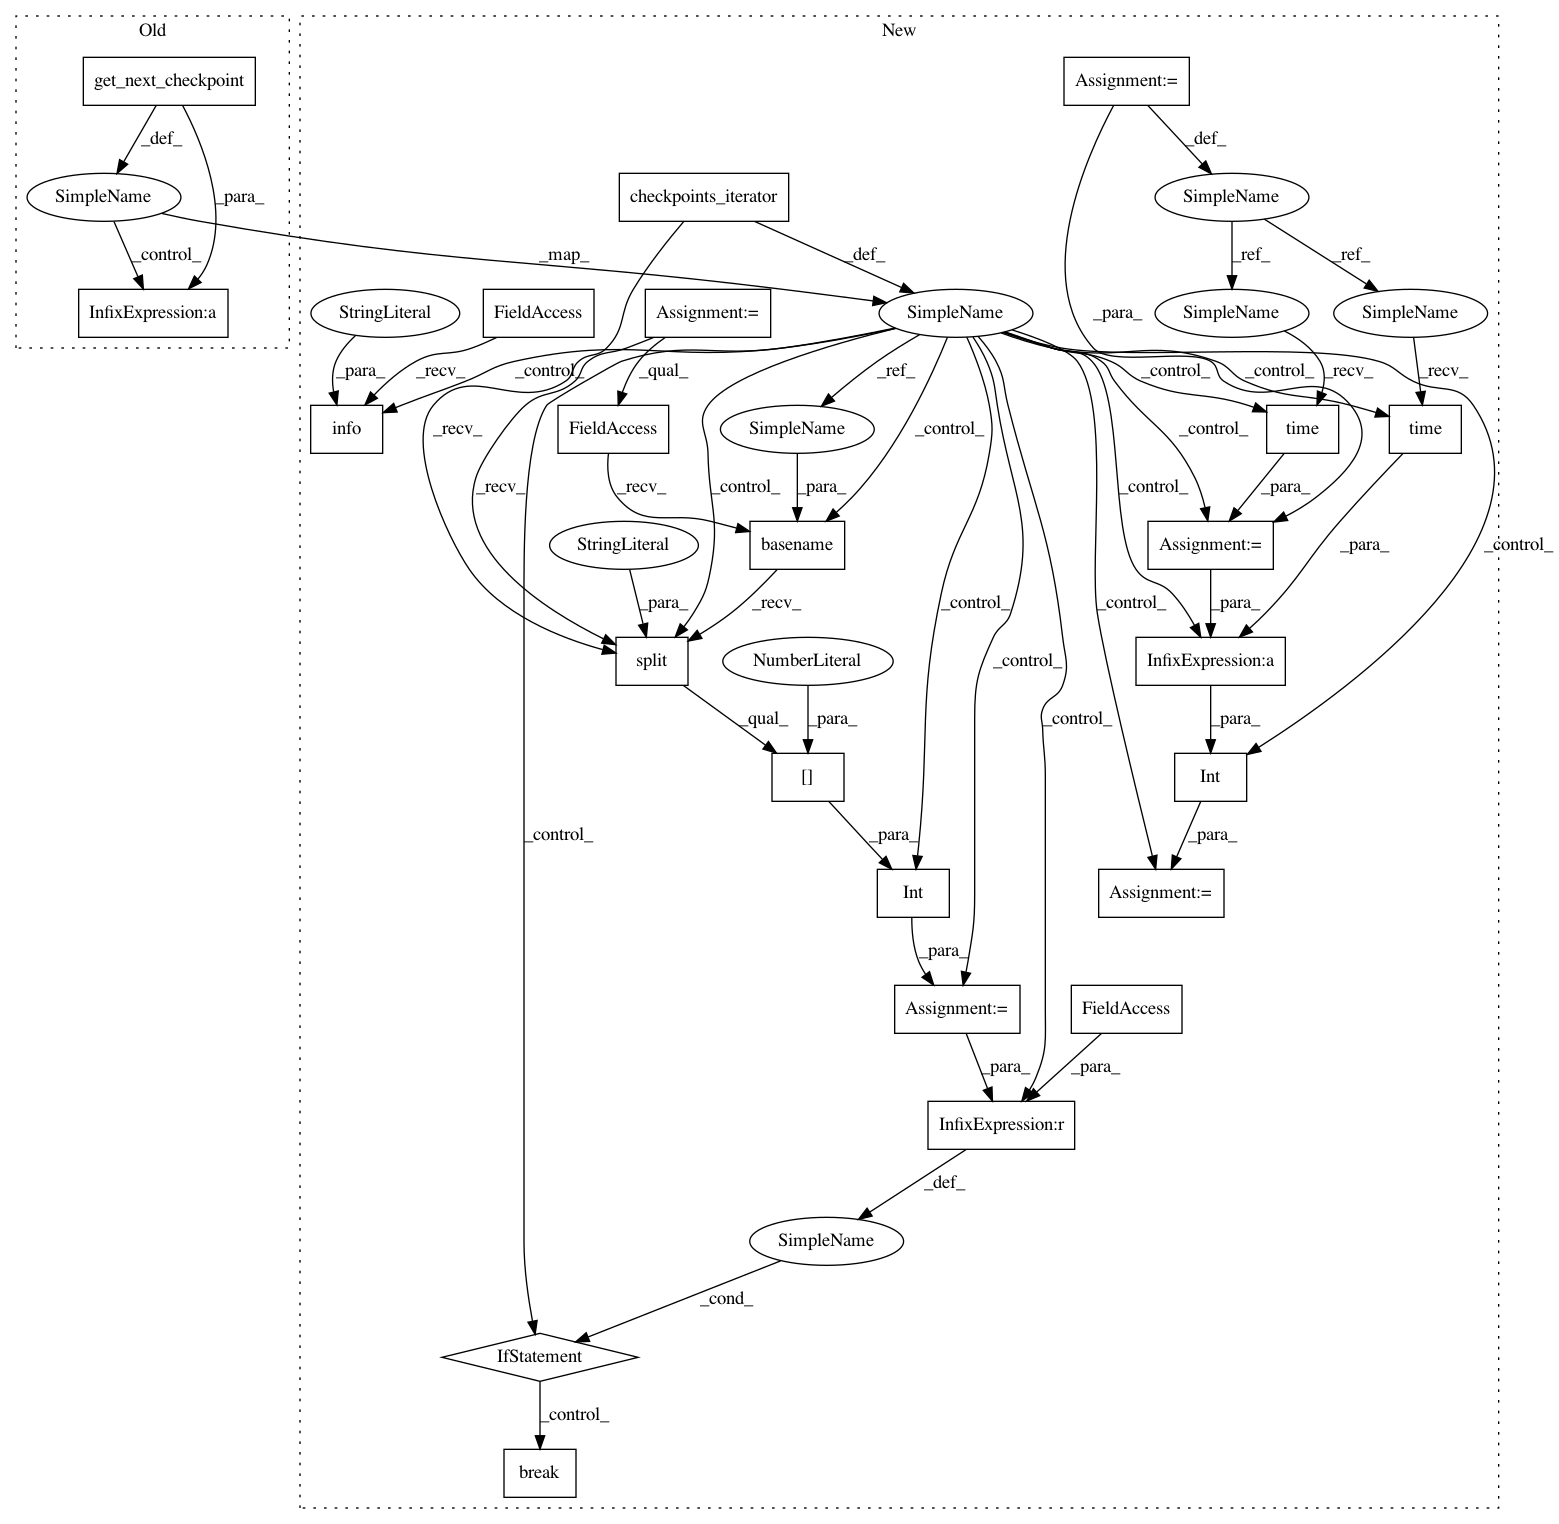 Old
New
get_next_checkpoint
Assignment:=
_def_
_def_
SimpleName
_para_
checkpoints_iterator
SimpleName
_control_
_map_
_def_
_ref_
_ref_
InfixExpression:a
StringLiteral
FieldAccess
Assignment:=
SimpleName
_para_
SimpleName
SimpleName
_para_
_recv_
_control_
_qual_
_ref_
_control_
_recv_
_control_
_recv_
info
_recv_
FieldAccess
SimpleName
_control_
_control_
time
time
_recv_
_control_
_recv_
_para_
_control_
_para_
StringLiteral
basename
Assignment:=
_para_
_control_
_para_
_recv_
_control_
_control_
_para_
split
NumberLiteral
_control_
InfixExpression:a
_qual_
_para_
_control_
_para_
[]
Int
_control_
_para_
_para_
Int
Assignment:=
_para_
Assignment:=
FieldAccess
_para_
_para_
InfixExpression:r
_def_
SimpleName
_cond_
IfStatement
_control_
break